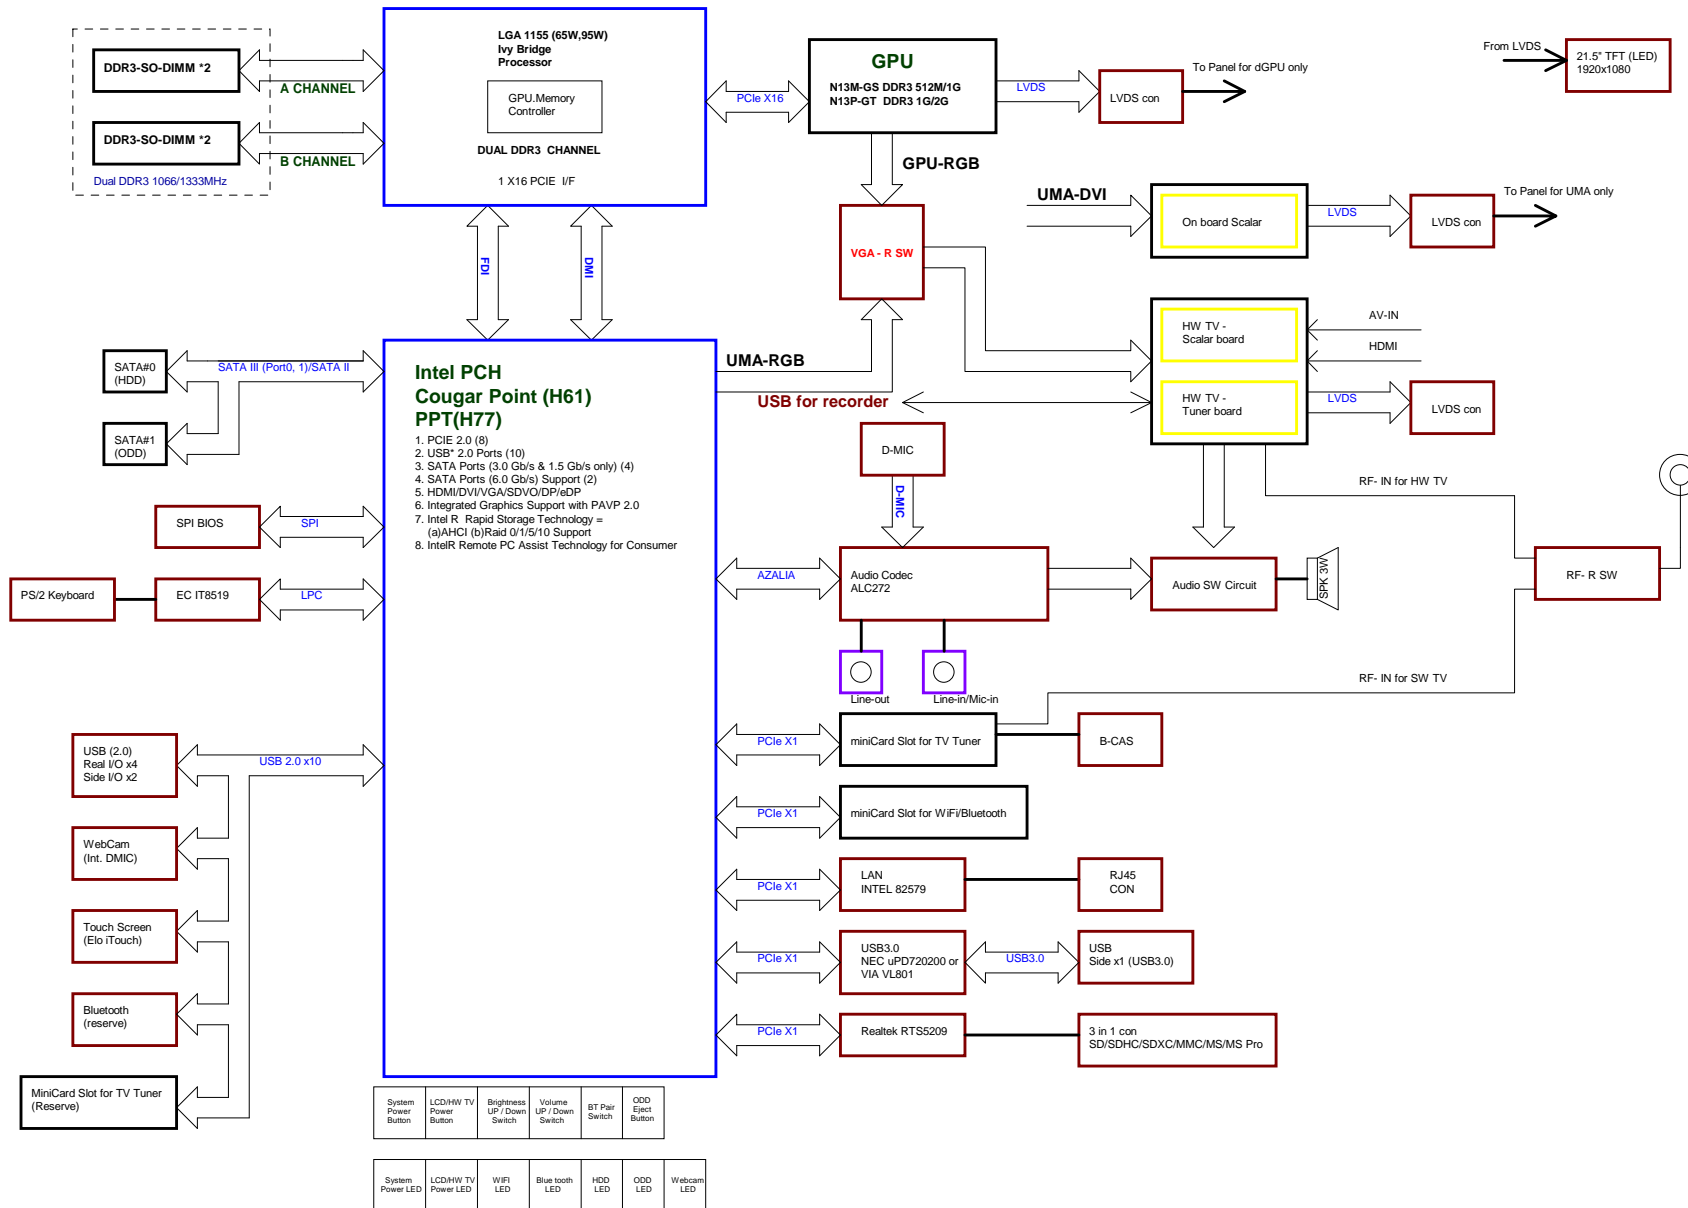 LGA 1155 (65W,95W)
Ivy Bridge
Processor
GPU.Memory
Controller
DUAL DDR3  CHANNEL
1 X16 PCIE  I/F
DDR3-SO-DIMM *2
A CHANNEL
DDR3-SO-DIMM *2
B CHANNEL
Dual DDR3 1066/1333MHz
PCIe X16
GPU
N13M-GS DDR3 512M/1G
N13P-GT  DDR3 1G/2G
LVDS
LVDS con
To Panel for dGPU only
From LVDS
21.5" TFT (LED)
1920x1080
GPU-RGB
UMA-DVI
On board Scalar
LVDS
LVDS con
To Panel for UMA only
VGA - R SW
FDI
DMI
HW TV -
Scalar board
AV-IN
HDMI
HW TV -
Tuner board
LVDS
LVDS con
UMA-RGB
USB for recorder
SATA#0
(HDD)
SATA III (Port0, 1)/SATA II
SATA#1
(ODD)
Intel PCH
Cougar Point (H61)
PPT(H77)
1. PCIE 2.0 (8)
2. USB* 2.0 Ports (10)
3. SATA Ports (3.0 Gb/s & 1.5 Gb/s only) (4)
4. SATA Ports (6.0 Gb/s) Support (2)
5. HDMI/DVI/VGA/SDVO/DP/eDP
6. Integrated Graphics Support with PAVP 2.0
7. Intel R  Rapid Storage Technology =
(a)AHCI (b)Raid 0/1/5/10 Support
8. IntelR Remote PC Assist Technology for Consumer
D-MIC
D-MIC
RF- IN for HW TV
SPI BIOS
SPI
PS/2 Keyboard
EC IT8519
LPC
AZALIA
Audio Codec
ALC272
Audio SW Circuit
SPK 3W
RF- R SW
Line-out
Line-in/Mic-in
RF- IN for SW TV
USB (2.0)
Real I/O x4
Side I/O x2
USB 2.0 x10
WebCam
(Int. DMIC)
Touch Screen
(Elo iTouch)
Bluetooth
(reserve)
MiniCard Slot for TV Tuner
(Reserve)
PCIe X1
miniCard Slot for TV Tuner
B-CAS
PCIe X1
miniCard Slot for WiFi/Bluetooth
PCIe X1
LAN
INTEL 82579
RJ45
CON
PCIe X1
USB3.0
NEC uPD720200 or
VIA VL801
USB3.0
USB
Side x1 (USB3.0)
PCIe X1
Realtek RTS5209
3 in 1 con
SD/SDHC/SDXC/MMC/MS/MS Pro
System
Power
Button
LCD/HW TV
Power
Button
Brightness
UP / Down
Switch
Volume
UP / Down
Switch
BT Pair
Switch
ODD
Eject
Button
System
Power LED
LCD/HW TV
Power LED
WIFI
LED
Blue tooth
LED
HDD
LED
ODD
LED
Webcam
LED